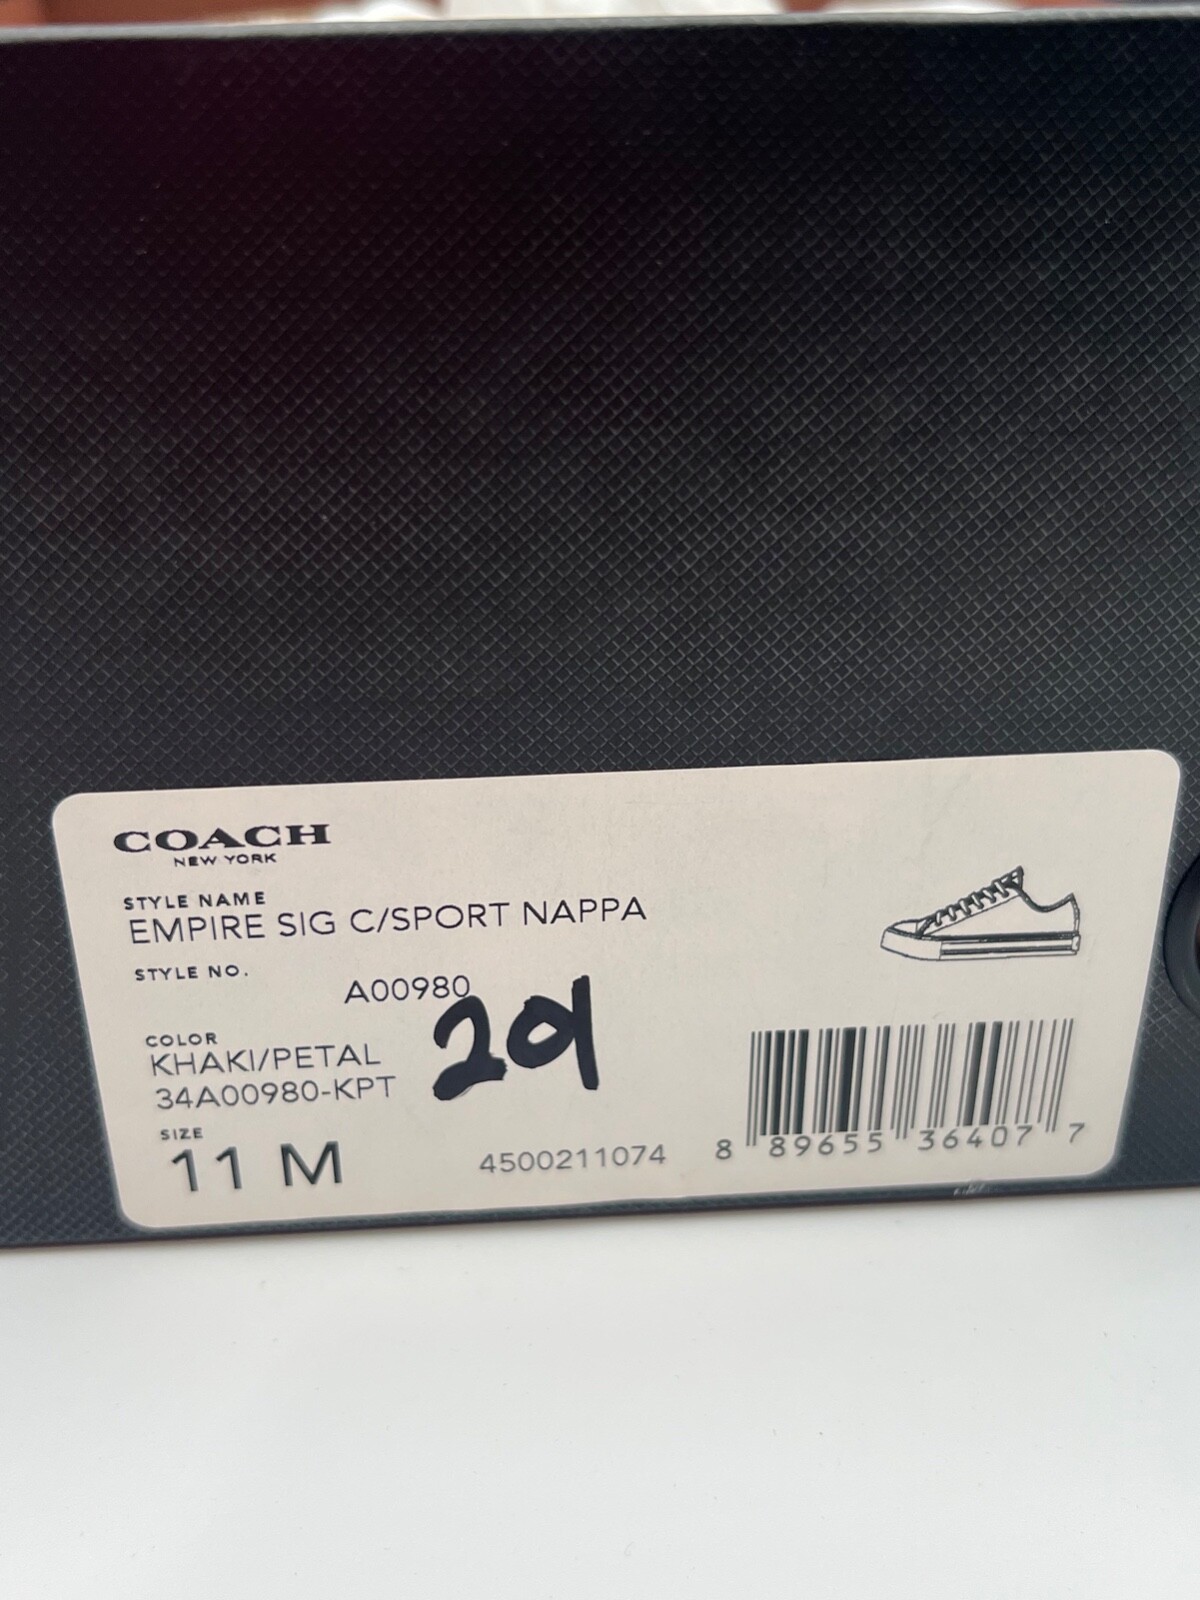 COACH
NEW YORK
STYLE NAME
EMPIRE SIG C/SPORT NAPPA
STYLE NO.
A00980
201
COLOR
KHAKI/PETAL
34A00980-KPT
SIZE
11 M
4500211074
8 89655 36407 7